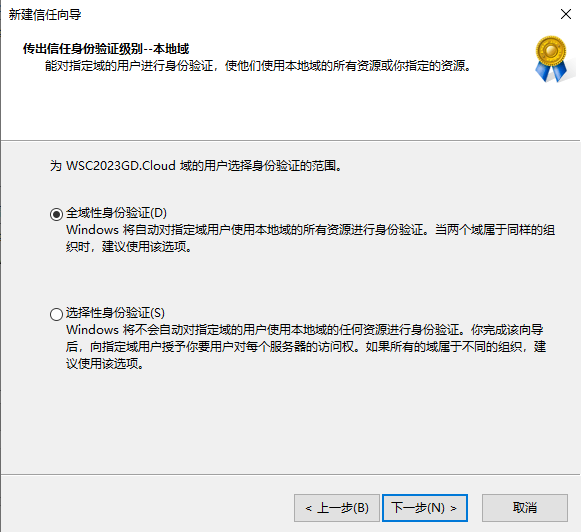 新建信任向导
传出信任身份验证级别--本地域
能对指定域的用户进行身份验证，使他们使用本地域的所有资源或你指定的资源。
为 WSC2023GD.Cloud 域的用户选择身份验证的范围。
全域性身份验证(D)
Windows 将自动对指定域用户使用本地域的所有资源进行身份验证。当两个域属于同样的组
织时，建议使用该选项。
选择性身份验证(S)
Windows 将不会自动对指定域的用户使用本地域的任何资源进行身份验证。你完成该向导
后，向指定域用户授予你要用户对每个服务器的访问权。如果所有的域属于不同的组织，建
议使用该选项。
< 上一步(B) 下一步(N) > 取消